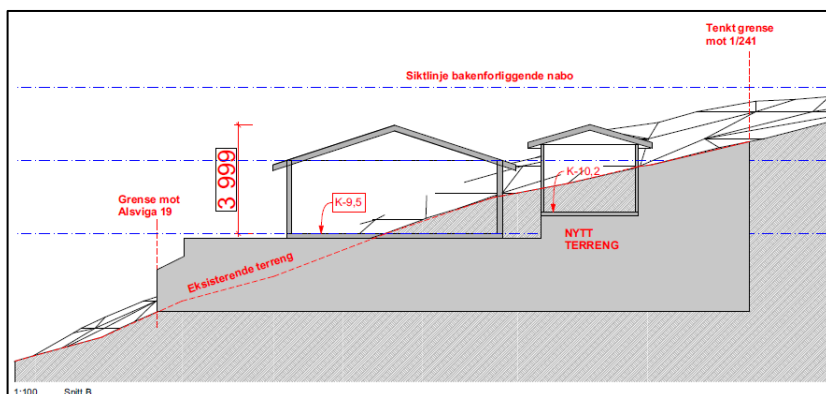 Tenkt grense
mot 1/241
Siktlinje bakenforliggende nabo
3 999
K-10,2
Grense mot
Alsviga 19
K-9,5
NYTT
TERRENG
Eksisterende terreng
1:100 Snitt B